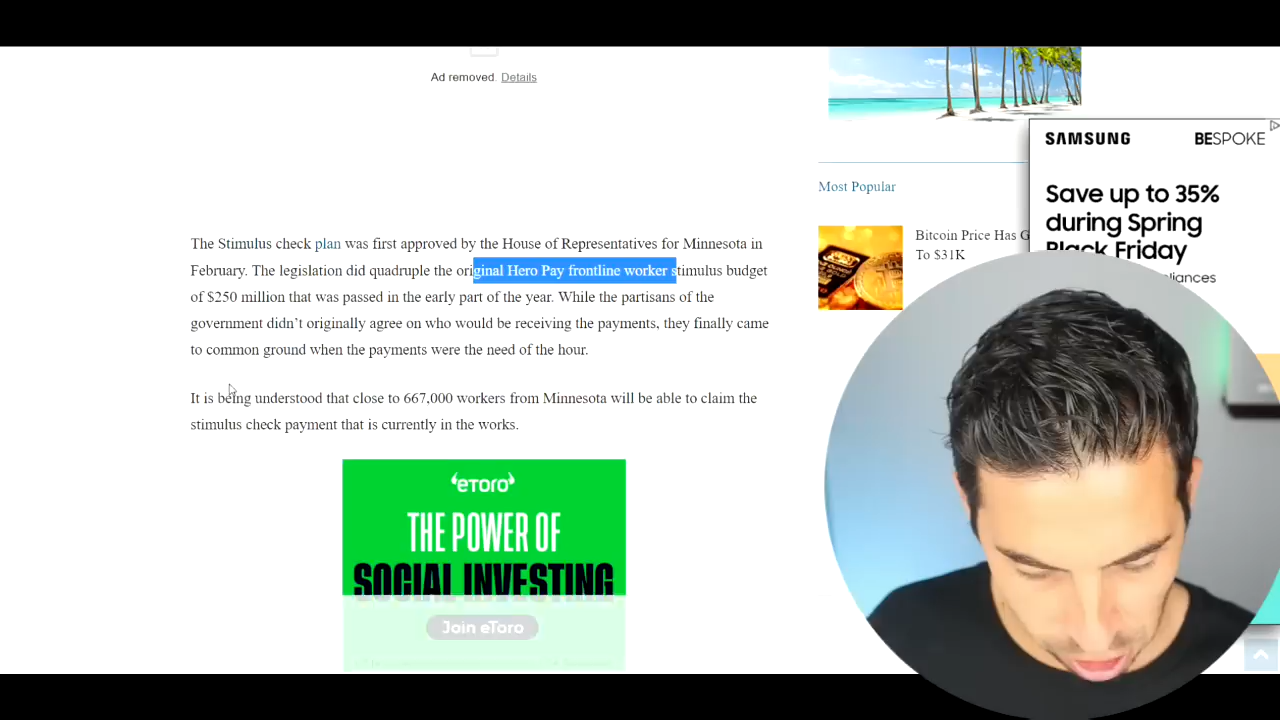 Ad removed. Details
The Stimulus check plan was first approved by the House of Representatives for Minnesota in
February. The legislation did quadruple the original Hero Pay frontline worker stimulus budget
of $250 million that was passed in the early part of the year. While the partisans of the
government didn't originally agree on who would be receiving the payments, they finally came
to common ground when the payments were the need of the hour.
It is being understood that close to 667,000 workers from Minnesota will be able to claim the
stimulus check payment that is currently in the works.
eToro
THE POWER OF
SOCIAL INVESTING
Join eToro
Most Popular
Bitcoin Price Has G
To $31K
SAMSUNG BESPOKE
Save up to 35%
during Spring
Black Friday
pliances